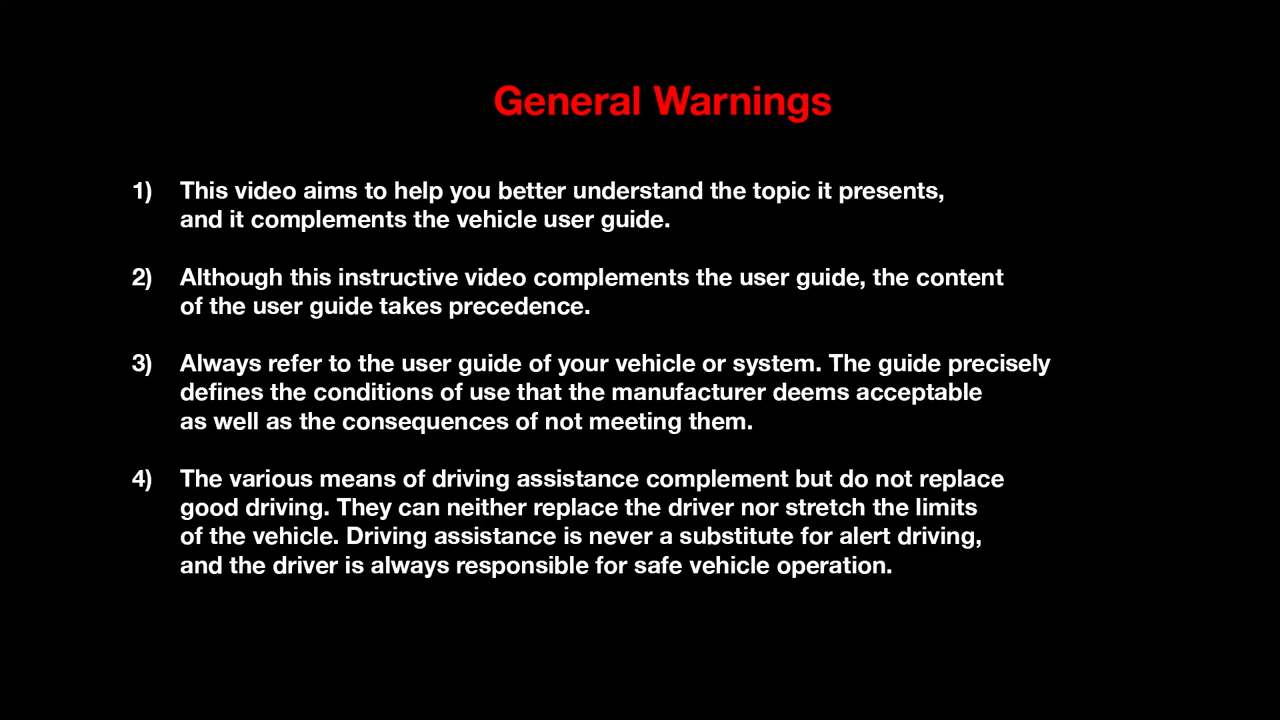 General Warnings
1) This video aims to help you better understand the topic it presents,
and it complements the vehicle user guide.
2) Although this instructive video complements the user guide, the content
of the user guide takes precedence.
3) Always refer to the user guide of your vehicle or system. The guide precisely
defines the conditions of use that the manufacturer deems acceptable
as well as the consequences of not meeting them.
4) The various means of driving assistance complement but do not replace
good driving. They can neither replace the driver nor stretch the limits
of the vehicle. Driving assistance is never a substitute for alert driving,
and the driver is always responsible for safe vehicle operation.